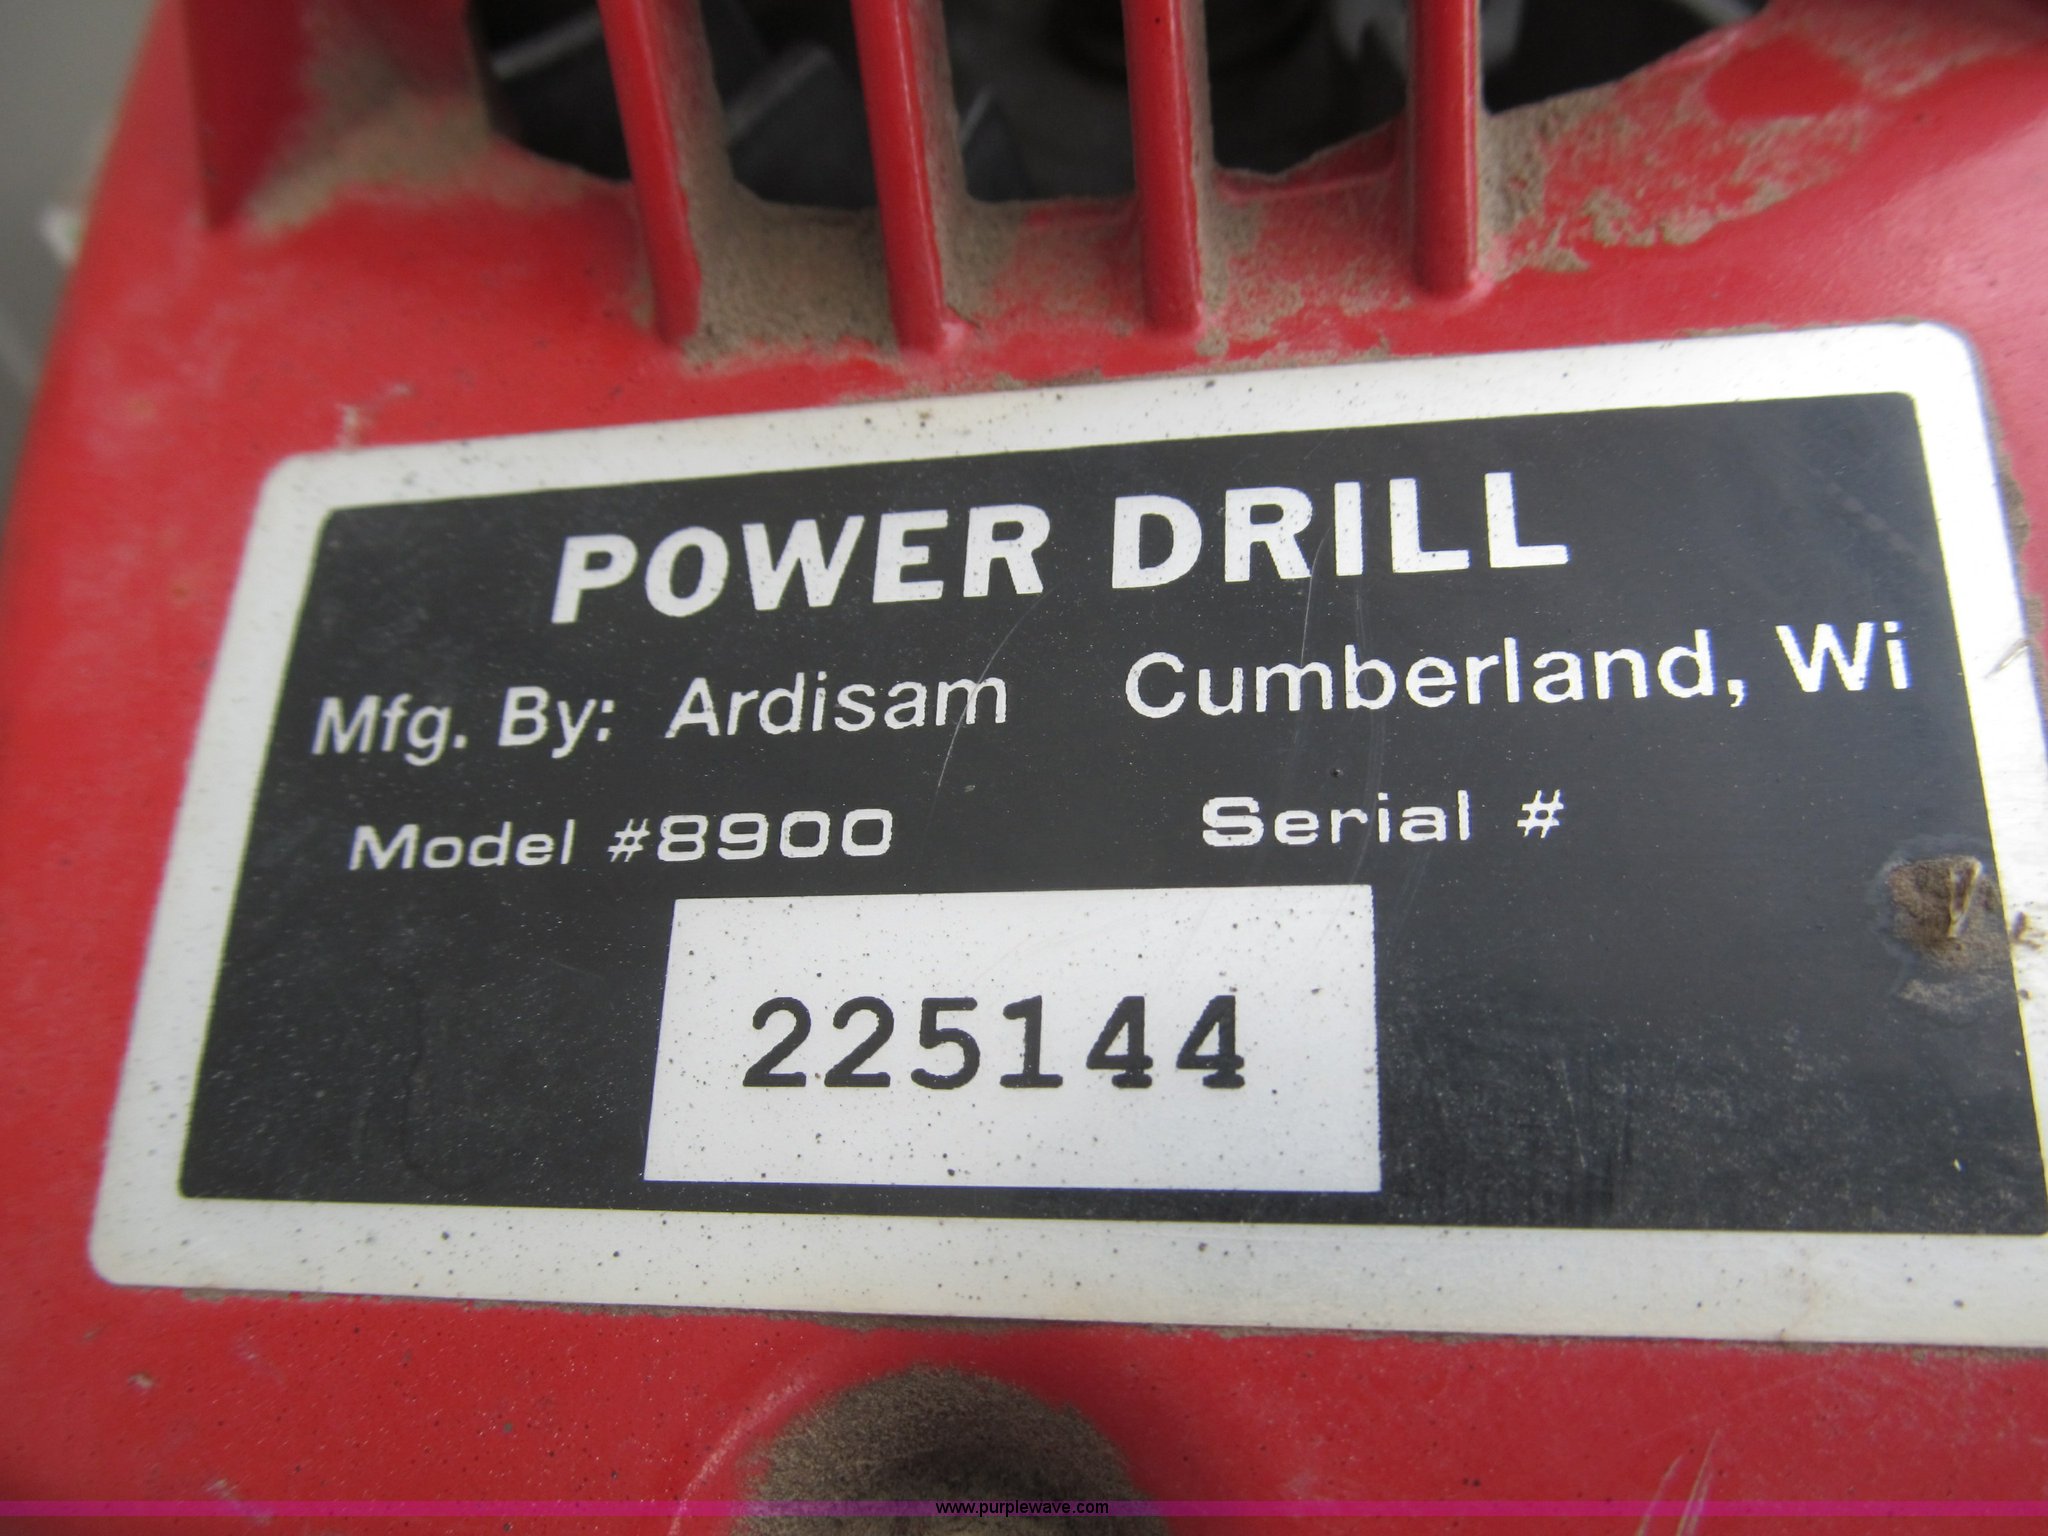 POWER DRILL
Mfg. By: Ardisam Cumberland, Wi
Model #8900 Serial #
225144
www.purplewave.com